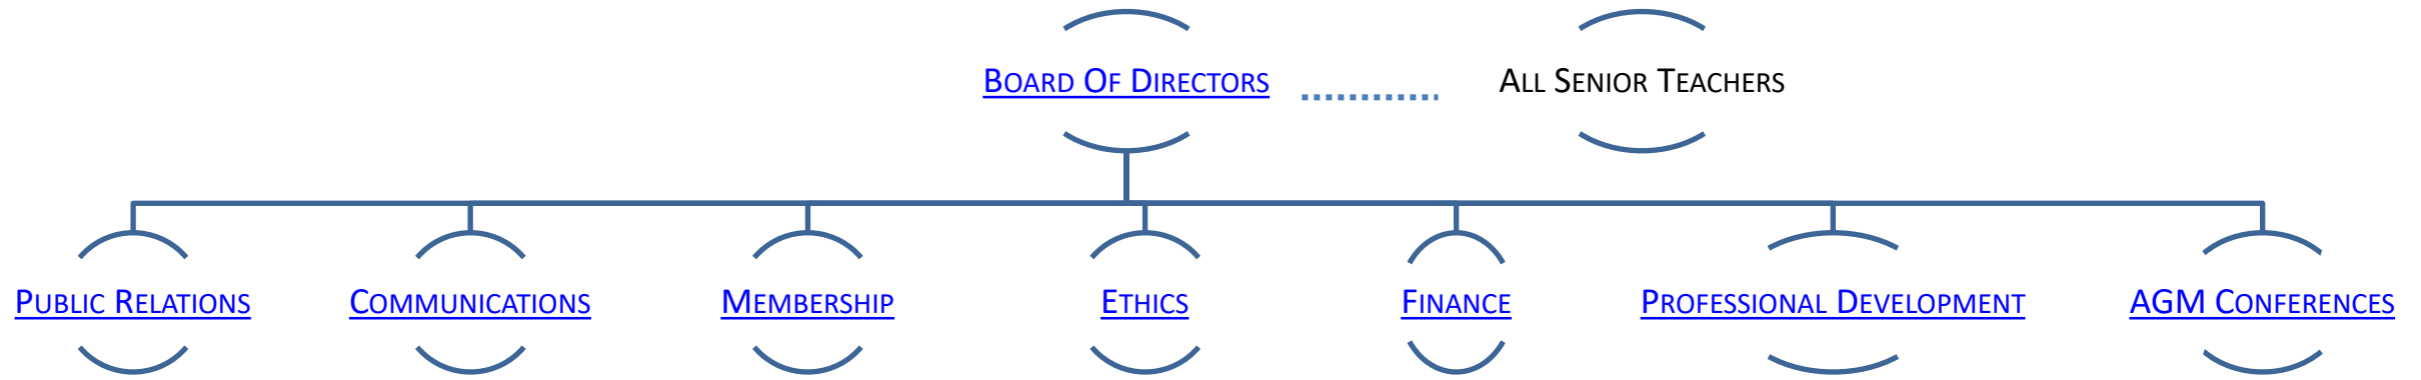 Board Of Directors
All Senior Teachers
Public Relations
Communications
Membership
Ethics
Finance
Professional Development
AGM Conferences